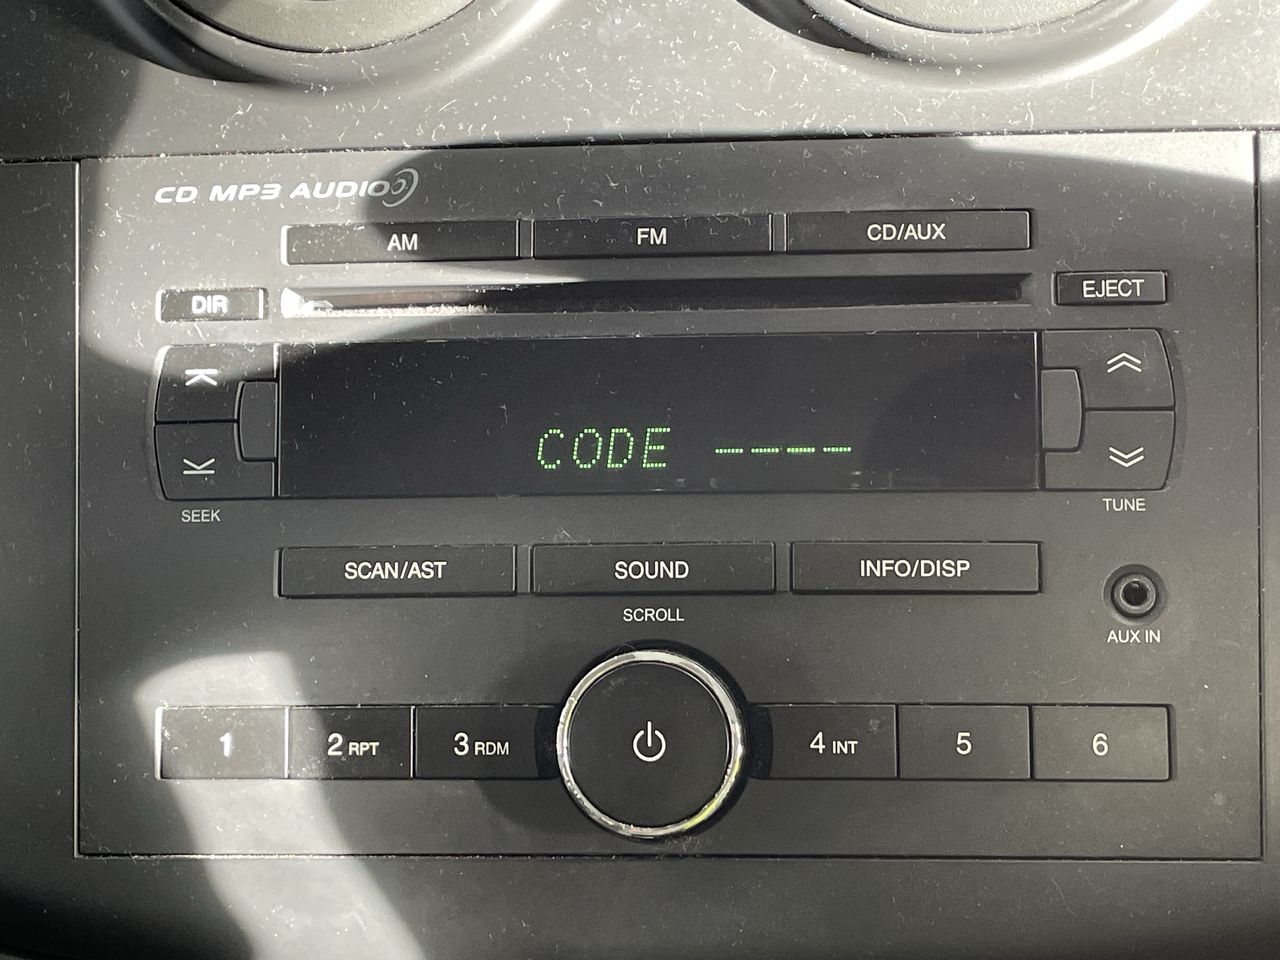 CD MP3 AUDIO
AM FM CD/AUX
DIR EJECT
CODE ----
SEEK TUNE
SCAN/AST SOUND INFO/DISP
SCROLL
AUX IN
1 2 RPT 3 RDM 4 INT 5 6